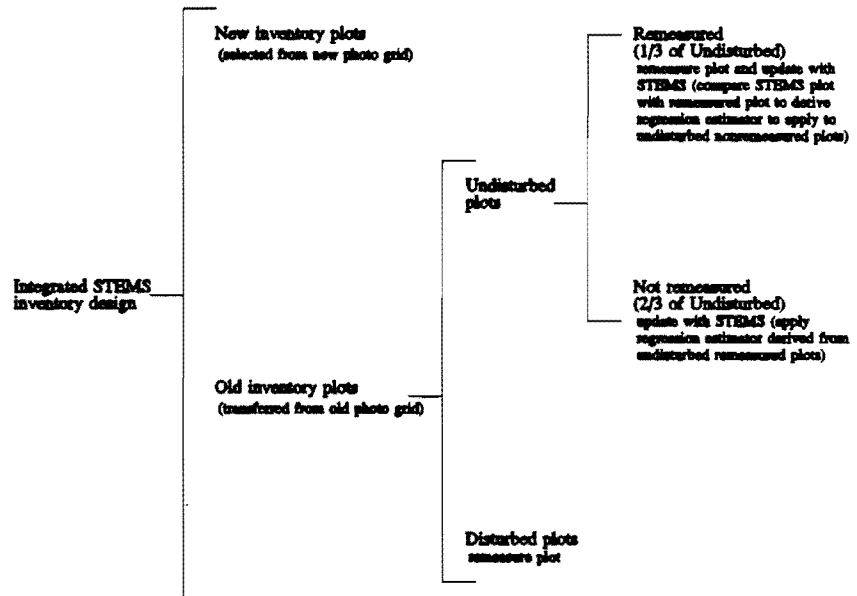 New inventory plots
(selected from new photo grid)
Remeasured
(1/3 of Undisturbed)
remeasure plot and update with
STEMS (compare STEMS plot
with remeasured plot to derive
regression estimator to apply to
undisturbed nonremeasured plots)
Undisturbed
plots
Integrated STEMS
inventory design
Not remeasured
(2/3 of Undisturbed)
update with STEMS (apply
regression estimator derived from
undisturbed remeasured plots)
Old inventory plots
(transferred from old photo grid)
Disturbed plots
remeasure plot